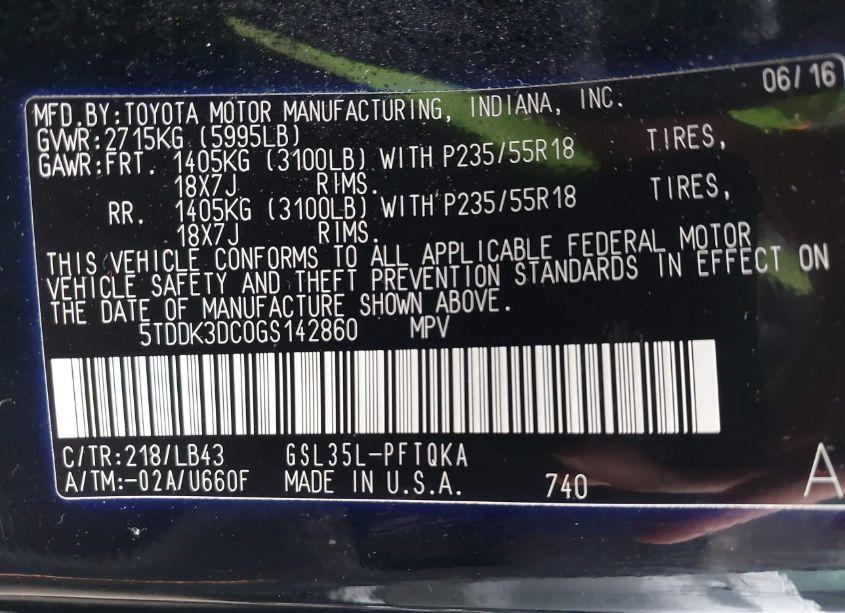 06/16
MFD.BY:TOYOTA MOTOR MANUFACTURING, INDIANA, INC.
GVWR:2715KG (5995LB)
GAWR:FRT. 1405KG (3100LB) WITH P235/55R18 TIRES,
18X7J RIMS.
RR. 1405KG (3100LB) WITH P235/55R18 TIRES,
18X7J RIMS.
THIS VEHICLE CONFORMS TO ALL APPLICABLE FEDERAL MOTOR
VEHICLE SAFETY AND THEFT PREVENTION STANDARDS IN EFFECT ON
THE DATE OF MANUFACTURE SHOWN ABOVE.
5TDDK3DC0GS142860 MPV
C/TR:218/LB43 GSL35L-PFTQKA
A/TM:-02A/U660F MADE IN U.S.A. 740
A